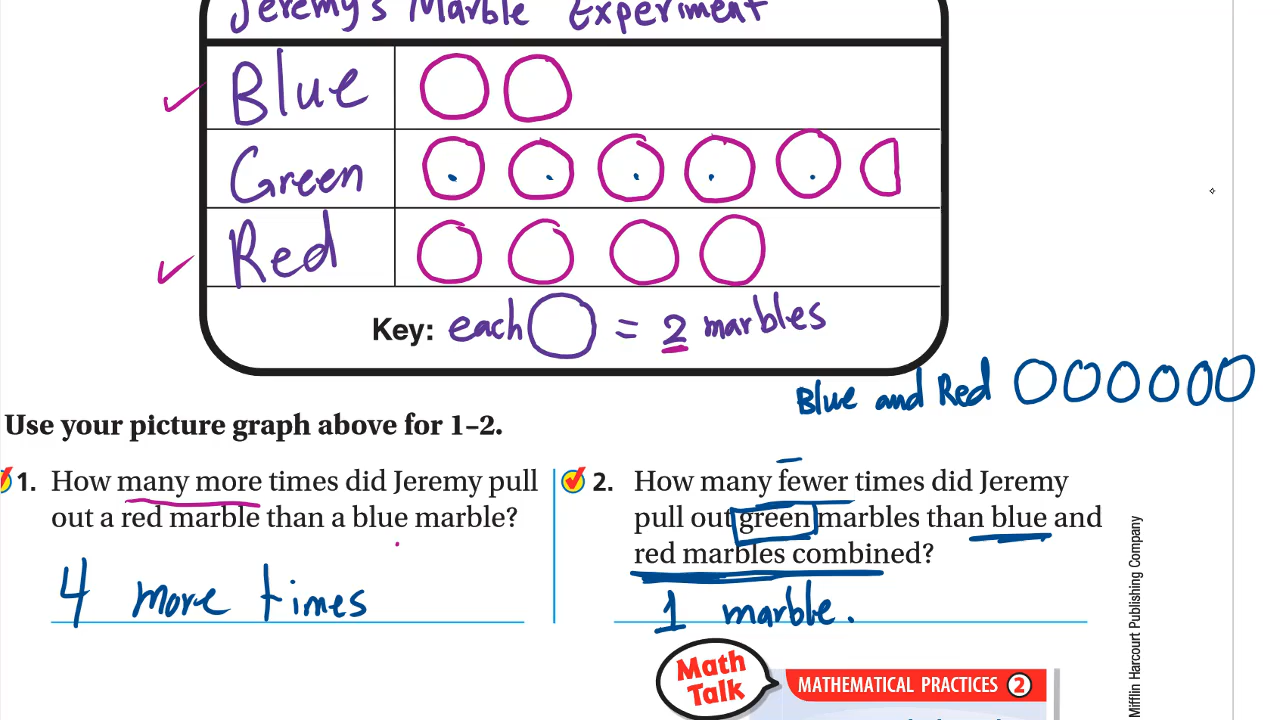 Jeremy's Marble Experiment
Blue
Green
Red
Key: each = 2 marbles
Blue and Red
Use your picture graph above for 1–2.
1. How many more times did Jeremy pull
out a red marble than a blue marble?
4 more times
2. How many fewer times did Jeremy
pull out green marbles than blue and
red marbles combined?
1 marble.
Math
Talk
MATHEMATICAL PRACTICES 2
Mifflin Harcourt Publishing Company